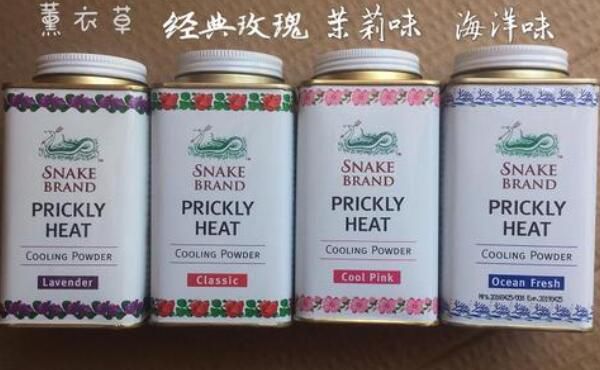 薰衣草 经典玫瑰 茉莉味 海洋味
SNAKE
BRAND
PRICKLY
HEAT
COOLING POWDER
Lavender
SNAKE
BRAND
PRICKLY
HEAT
COOLING POWDER
Classic
SNAKE
BRAND
PRICKLY
HEAT
COOLING POWDER
Cool Pink
SNAKE
BRAND
PRICKLY
HEAT
COOLING POWDER
Ocean Fresh